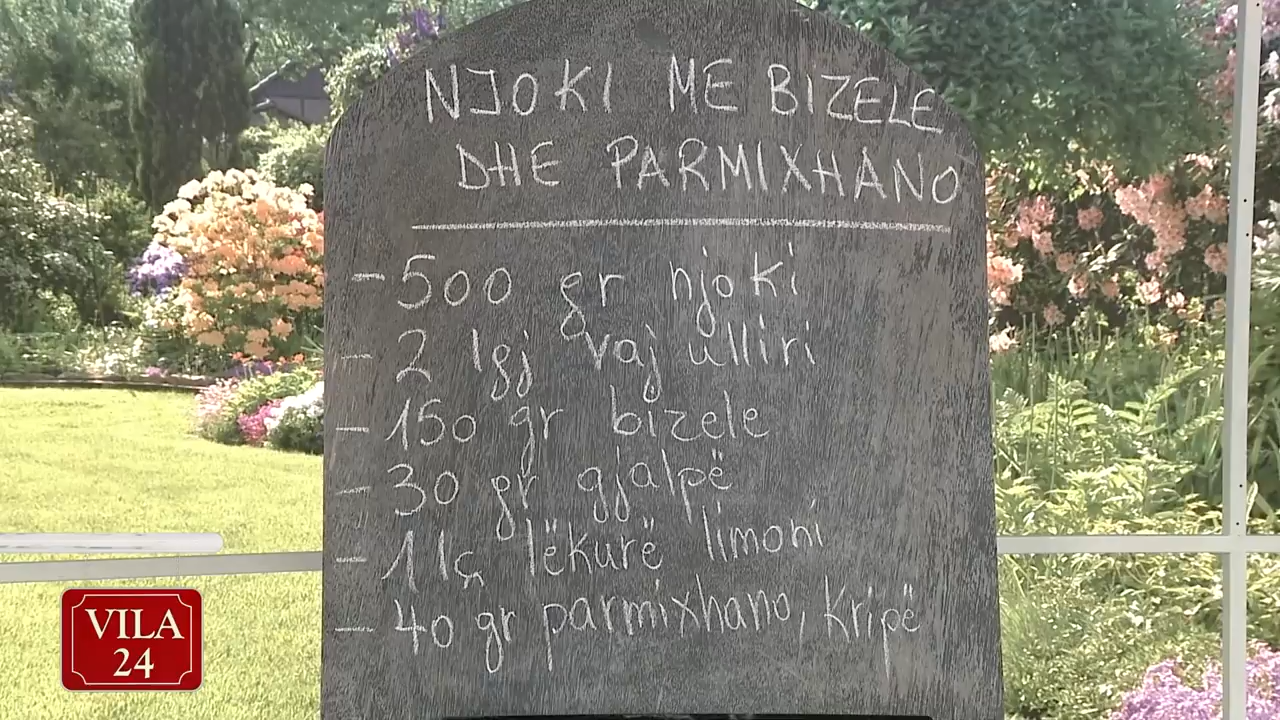 NJOKI ME BIZELE
DHE PARMIXHANO
- 500 gr njoki
- 2 lgj vaj ulliri
- 150 gr bizele
- 30 gr gjalpë
- 1 lç lëkurë limoni
- 40 gr parmixhano, kripë
VILA
24